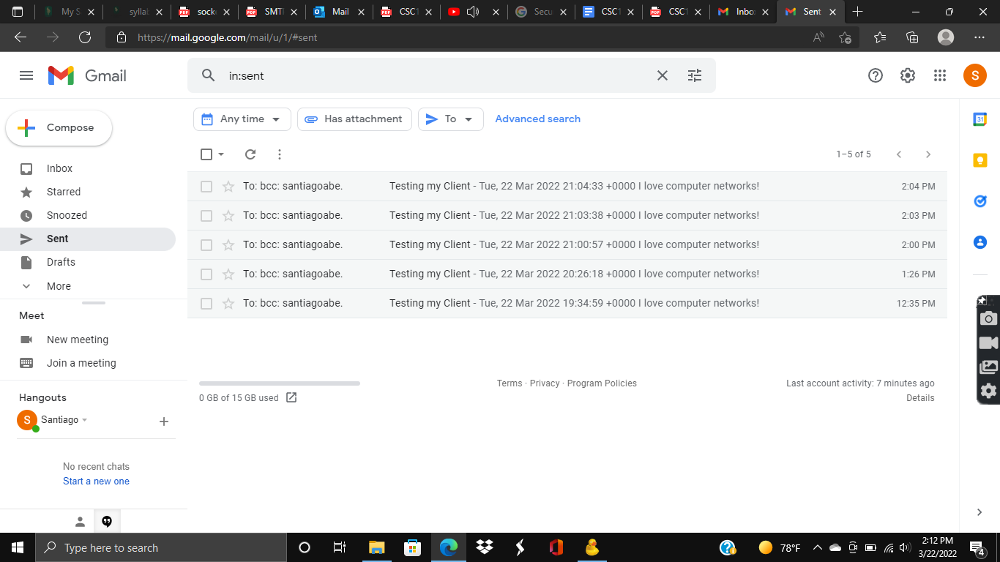 My S
syllab
sock
SMT
Mail
CSC1
Secu
CSC1
CSC1
Inbo
Sent
https://mail.google.com/mail/u/1/#sent
Gmail
in:sent
S
Compose
Any time
Has attachment
To
Advanced search
31
1–5 of 5
Inbox
Starred
Snoozed
Sent
Drafts
More
To: bcc: santiagoabe. Testing my Client - Tue, 22 Mar 2022 21:04:33 +0000 I love computer networks! 2:04 PM
To: bcc: santiagoabe. Testing my Client - Tue, 22 Mar 2022 21:03:38 +0000 I love computer networks! 2:03 PM
To: bcc: santiagoabe. Testing my Client - Tue, 22 Mar 2022 21:00:57 +0000 I love computer networks! 2:00 PM
To: bcc: santiagoabe. Testing my Client - Tue, 22 Mar 2022 20:26:18 +0000 I love computer networks! 1:26 PM
To: bcc: santiagoabe. Testing my Client - Tue, 22 Mar 2022 19:34:59 +0000 I love computer networks! 12:35 PM
Meet
New meeting
Join a meeting
Hangouts
S Santiago
No recent chats
Start a new one
0 GB of 15 GB used
Terms · Privacy · Program Policies
Last account activity: 7 minutes ago
Details
Type here to search
78°F
2:12 PM
3/22/2022
4